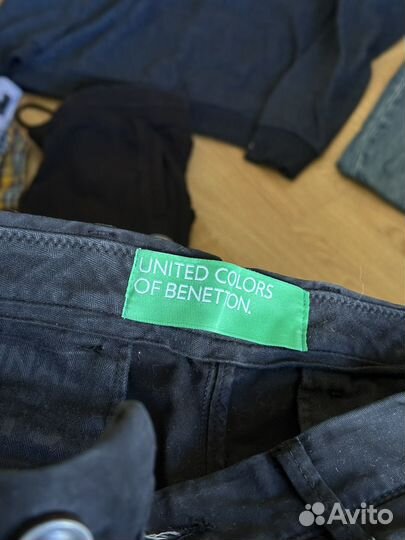 UNITED COLORS
OF BENETTON.
Avito